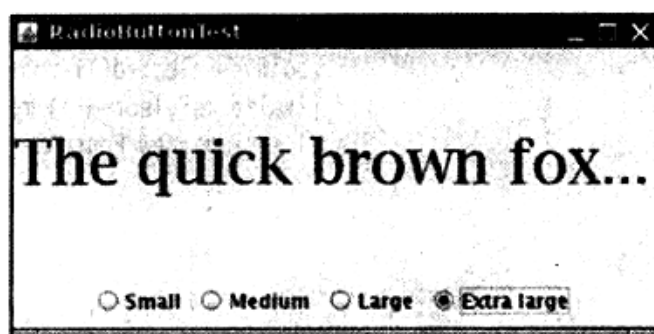 RadioButtonTest
The quick brown fox...
Small Medium Large Extra large